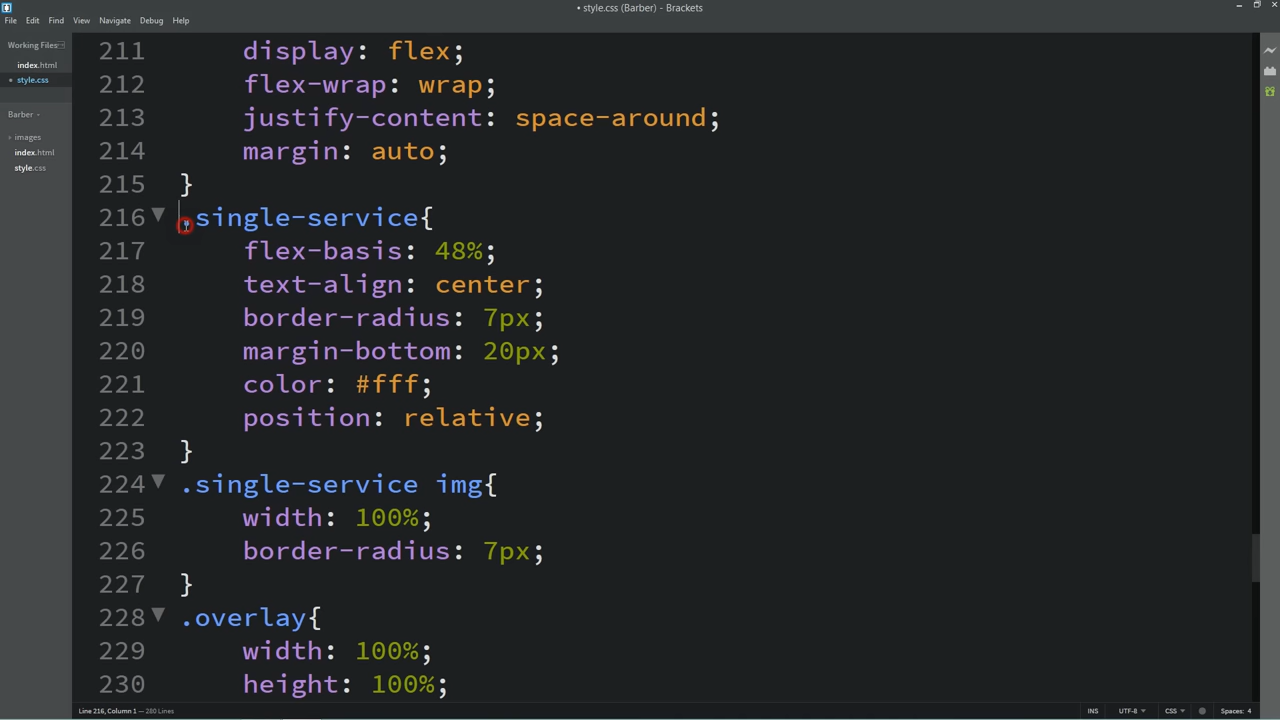 • style.css (Barber) - Brackets
File Edit Find View Navigate Debug Help
Working Files
index.html
• style.css
Barber
images
index.html
style.css
211 display: flex;
212 flex-wrap: wrap;
213 justify-content: space-around;
214 margin: auto;
215 }
216 .single-service{
217 flex-basis: 48%;
218 text-align: center;
219 border-radius: 7px;
220 margin-bottom: 20px;
221 color: #fff;
222 position: relative;
223 }
224 .single-service img{
225 width: 100%;
226 border-radius: 7px;
227 }
228 .overlay{
229 width: 100%;
230 height: 100%;
Line 216, Column 1 — 280 Lines
INS UTF-8 CSS Spaces: 4